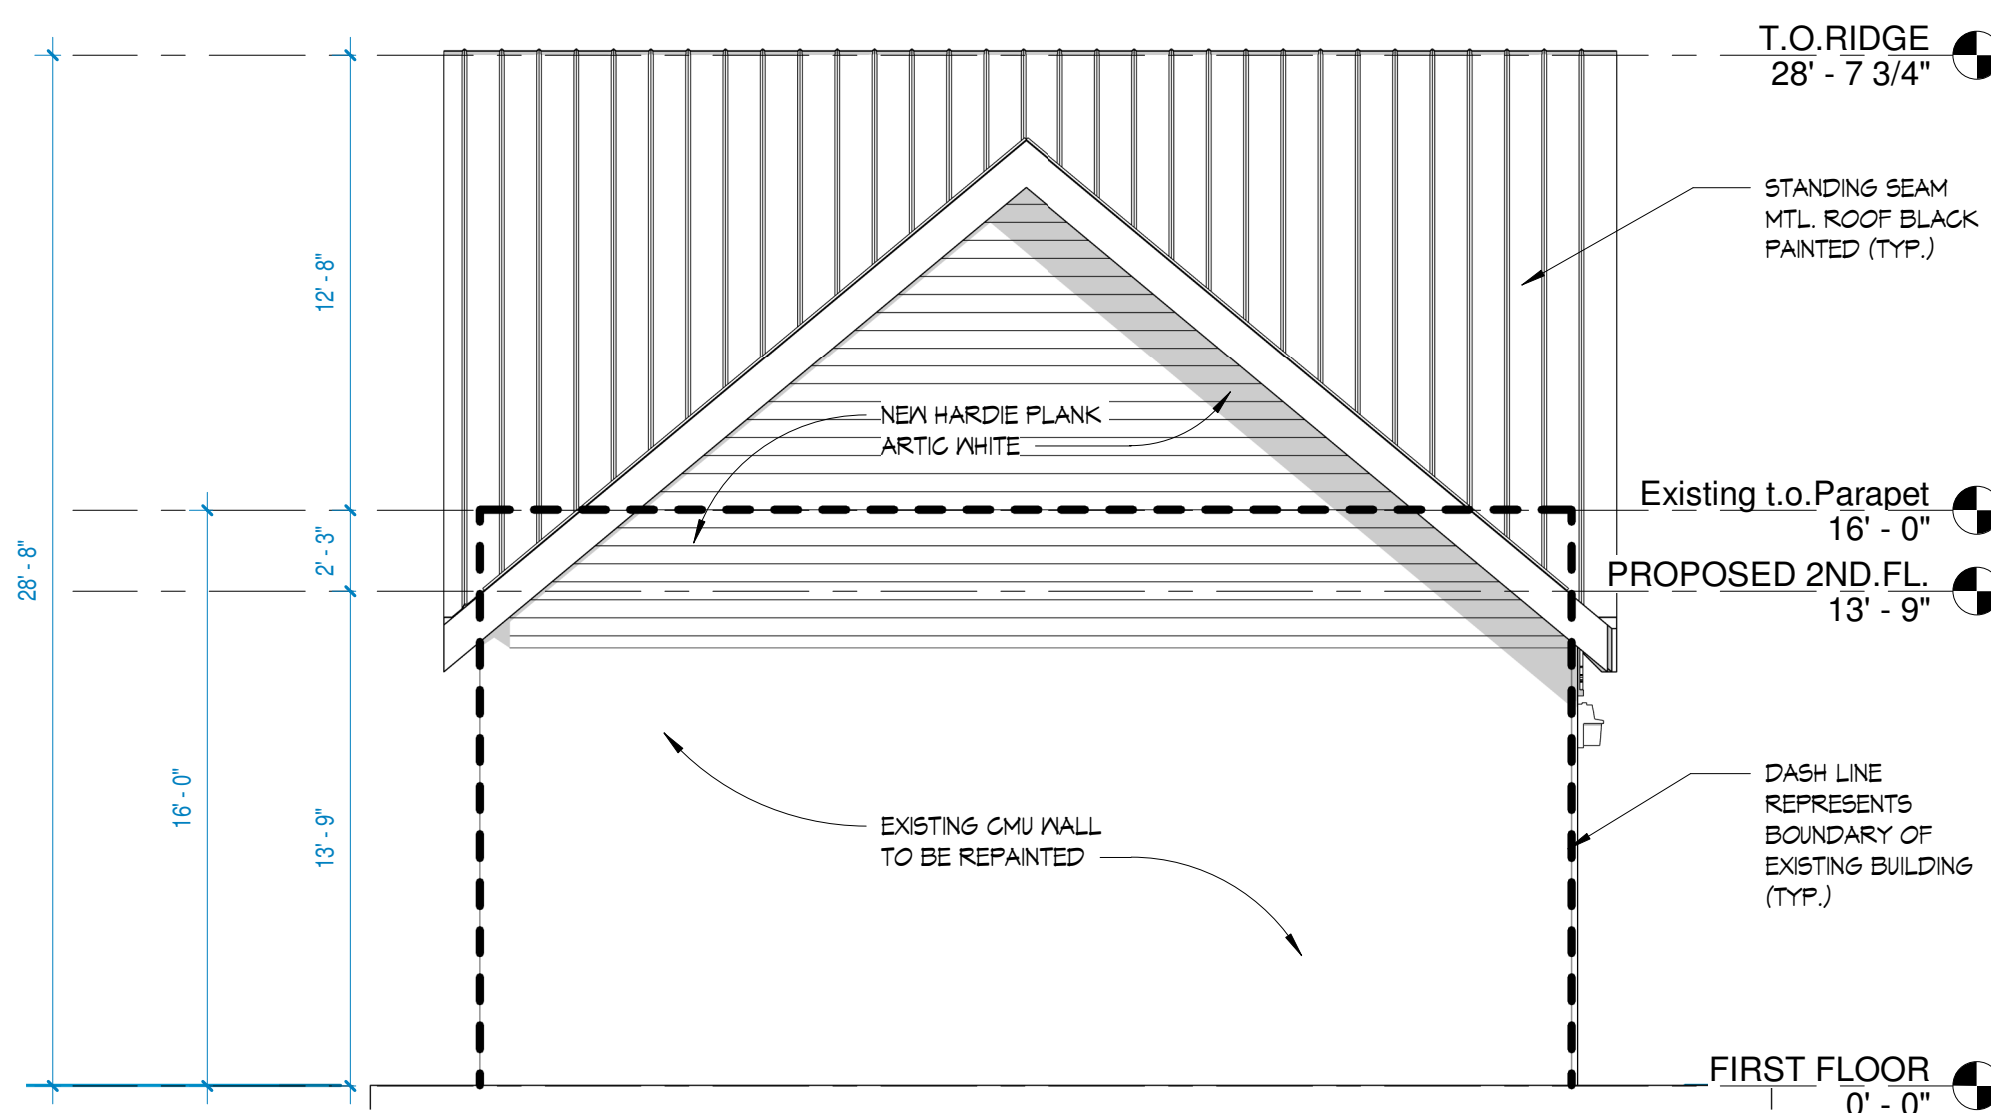 T.O.RIDGE
28' - 7 3/4"
STANDING SEAM
MTL. ROOF BLACK
PAINTED (TYP.)
12' - 8"
NEW HARDIE PLANK
ARTIC WHITE
Existing t.o.Parapet
16' - 0"
2' - 3"
28' - 8"
PROPOSED 2ND.FL.
13' - 9"
16' - 0"
13' - 9"
EXISTING CMU WALL
TO BE REPAINTED
DASH LINE
REPRESENTS
BOUNDARY OF
EXISTING BUILDING
(TYP.)
FIRST FLOOR
0' - 0"